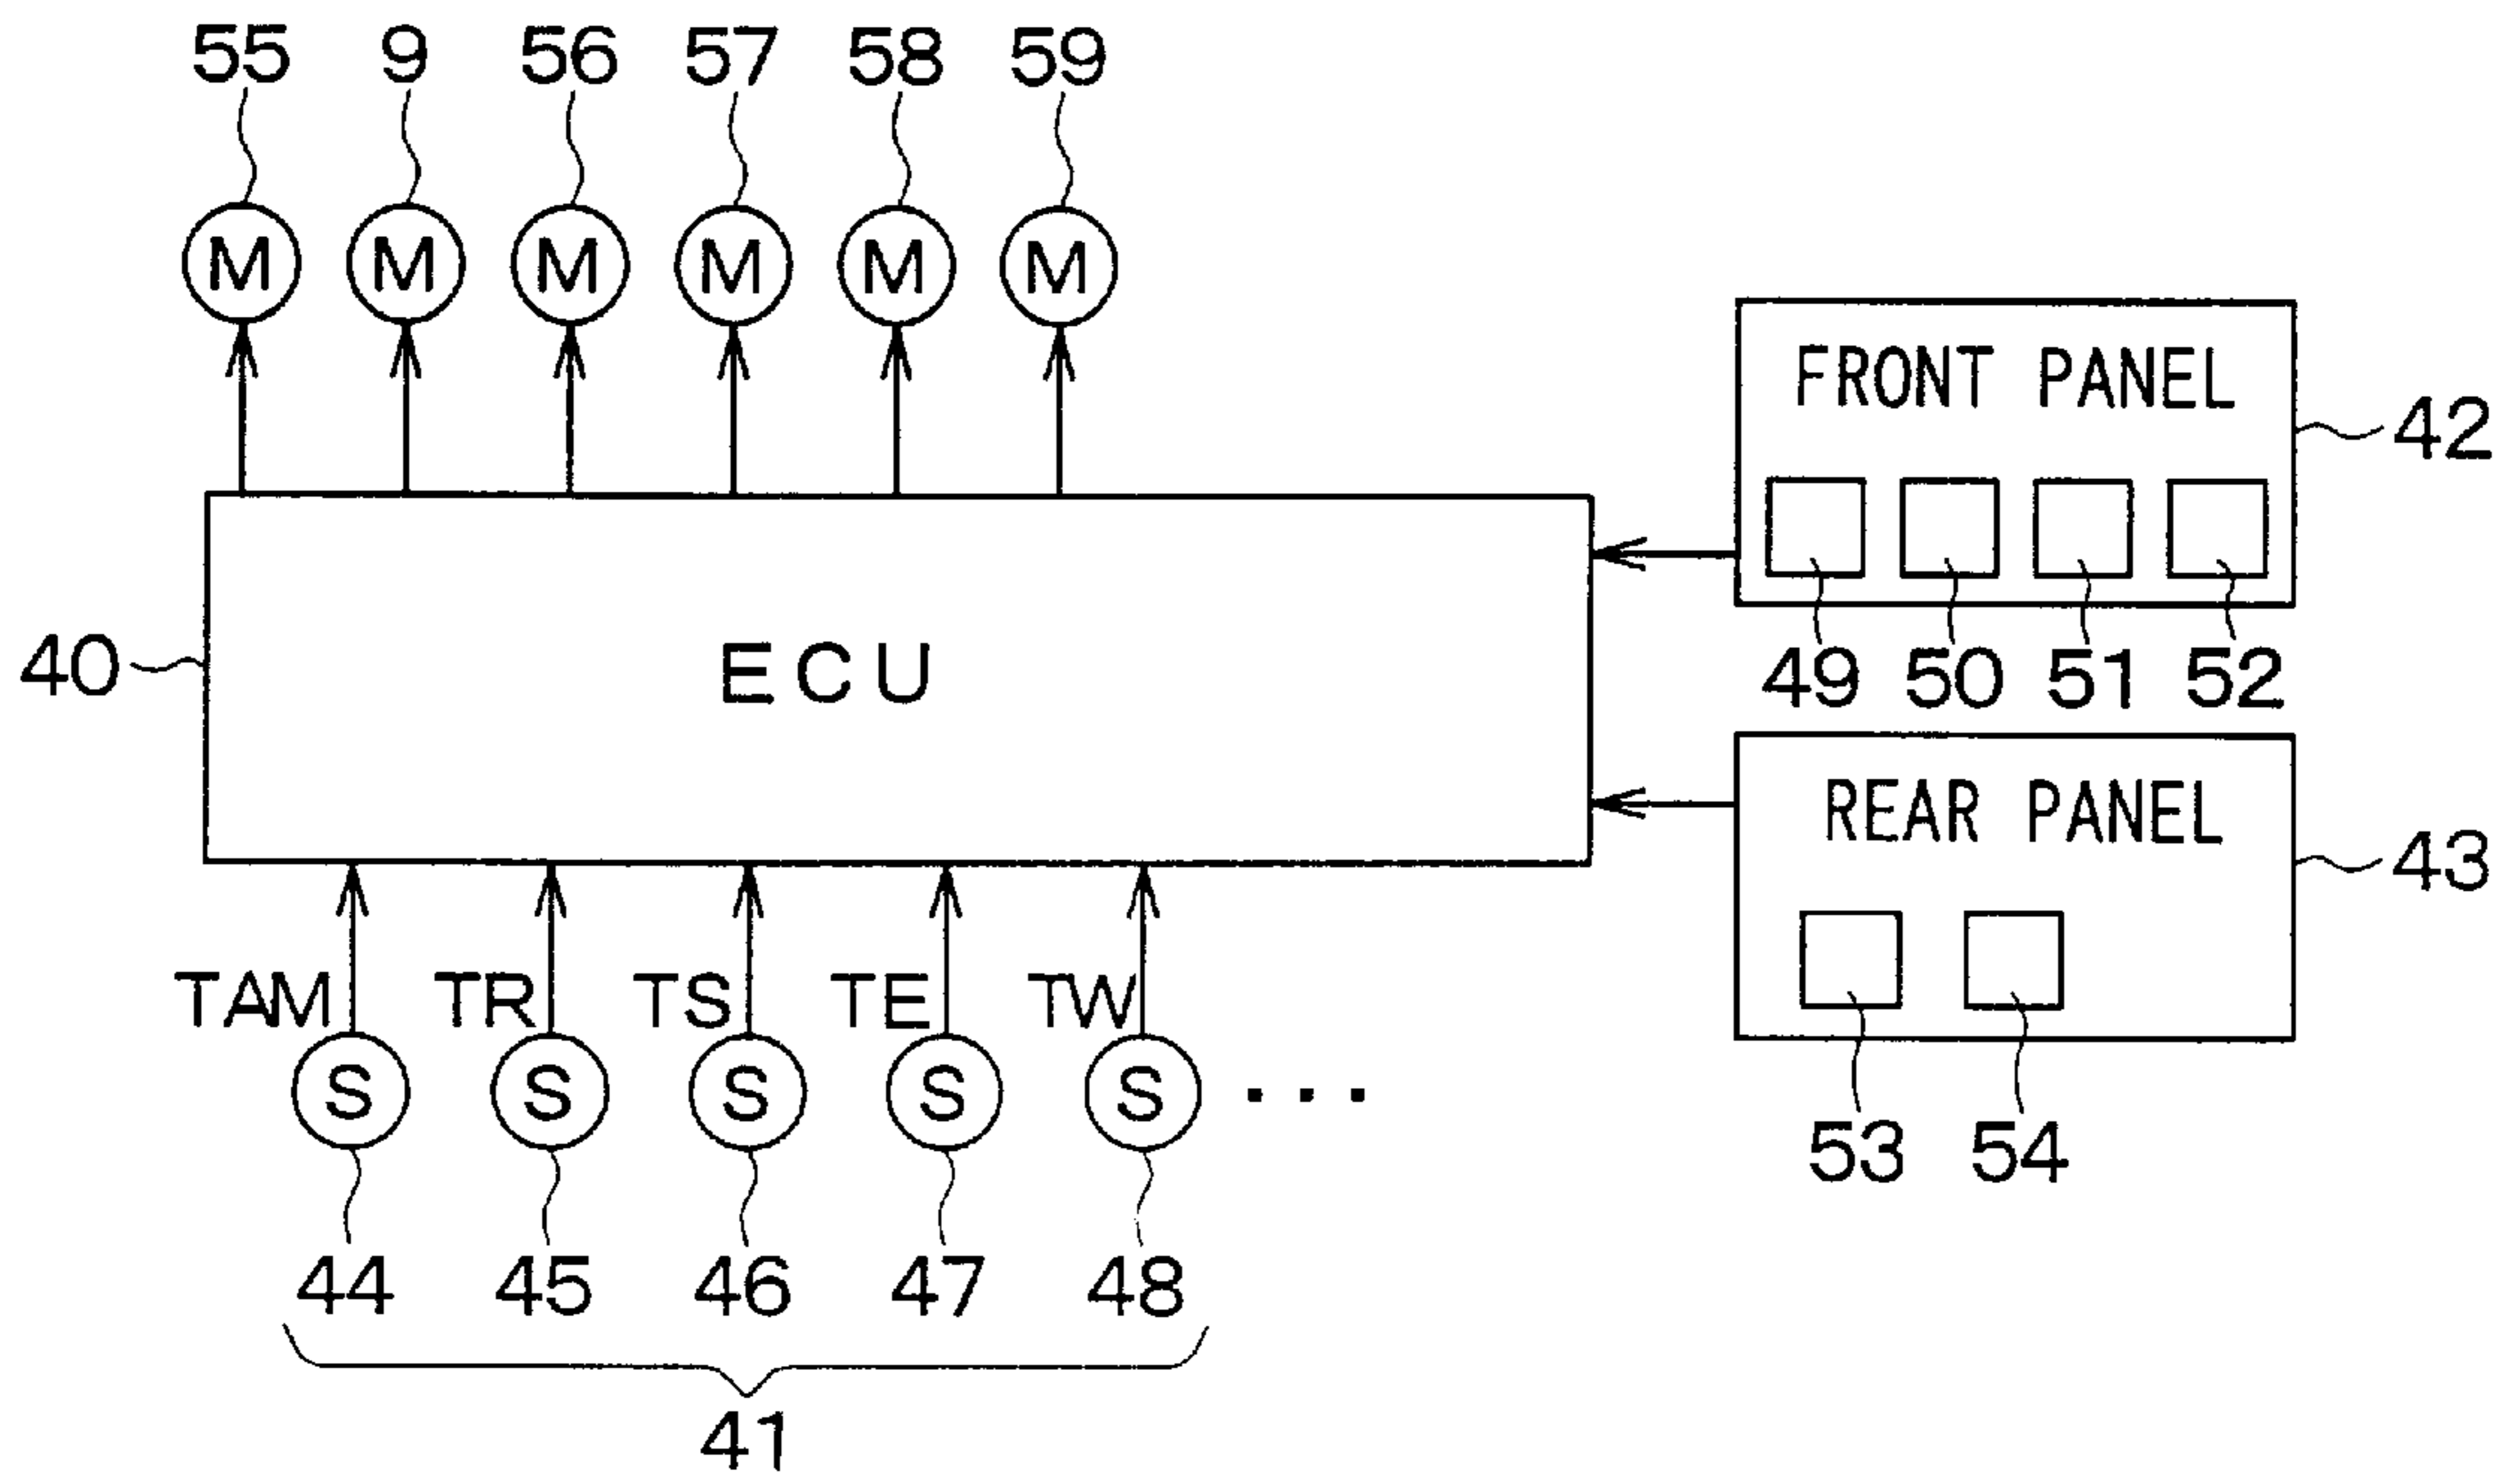 55 9 56 57 58 59
M M M M M M
FRONT PANEL
42
49 50 51 52
40
ECU
REAR PANEL
43
53 54
TAM TR TS TE TW
S S S S S ...
44 45 46 47 48
41